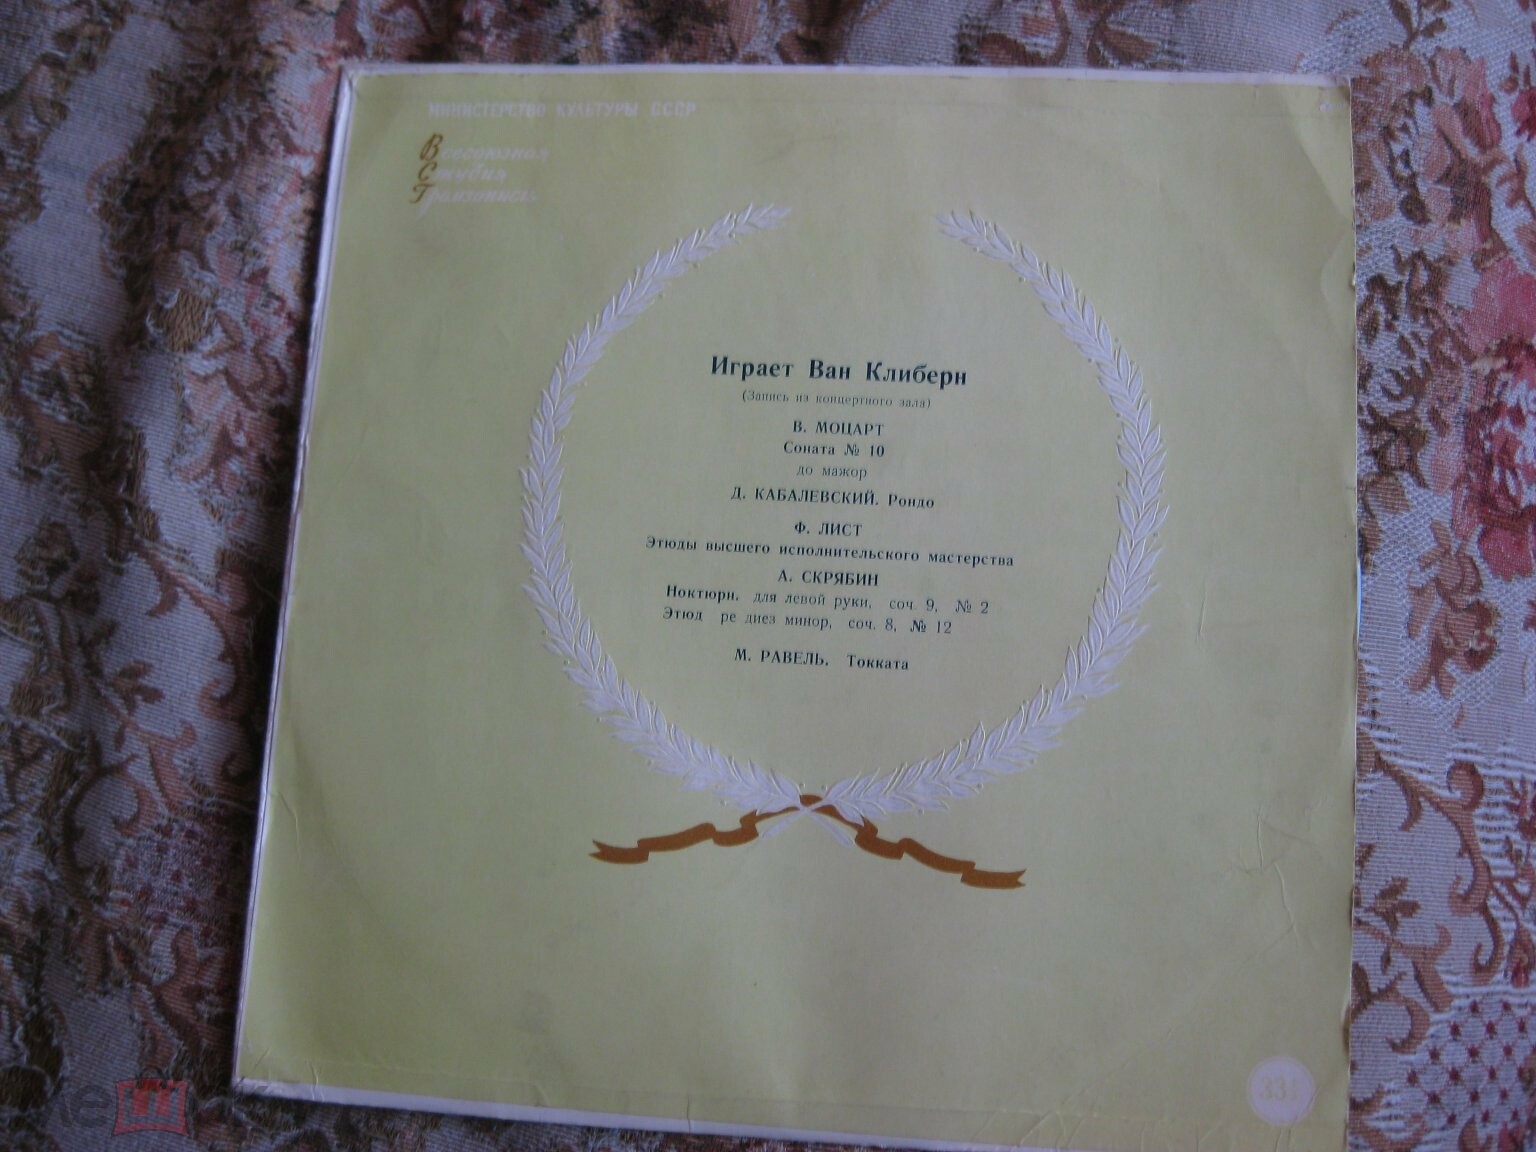 МИНИСТЕРСТВО КУЛЬТУРЫ СССР
Всесоюзная
Студия
Грамзаписи
Играет Ван Клиберн
(Запись из концертного зала)
В. МОЦАРТ
Соната № 10
до мажор
Д. КАБАЛЕВСКИЙ. Рондо
Ф. ЛИСТ
Этюды высшего исполнительского мастерства
А. СКРЯБИН
Ноктюрн. для левой руки, соч. 9, № 2
Этюд ре диез минор, соч. 8, № 12
М. РАВЕЛЬ. Токката